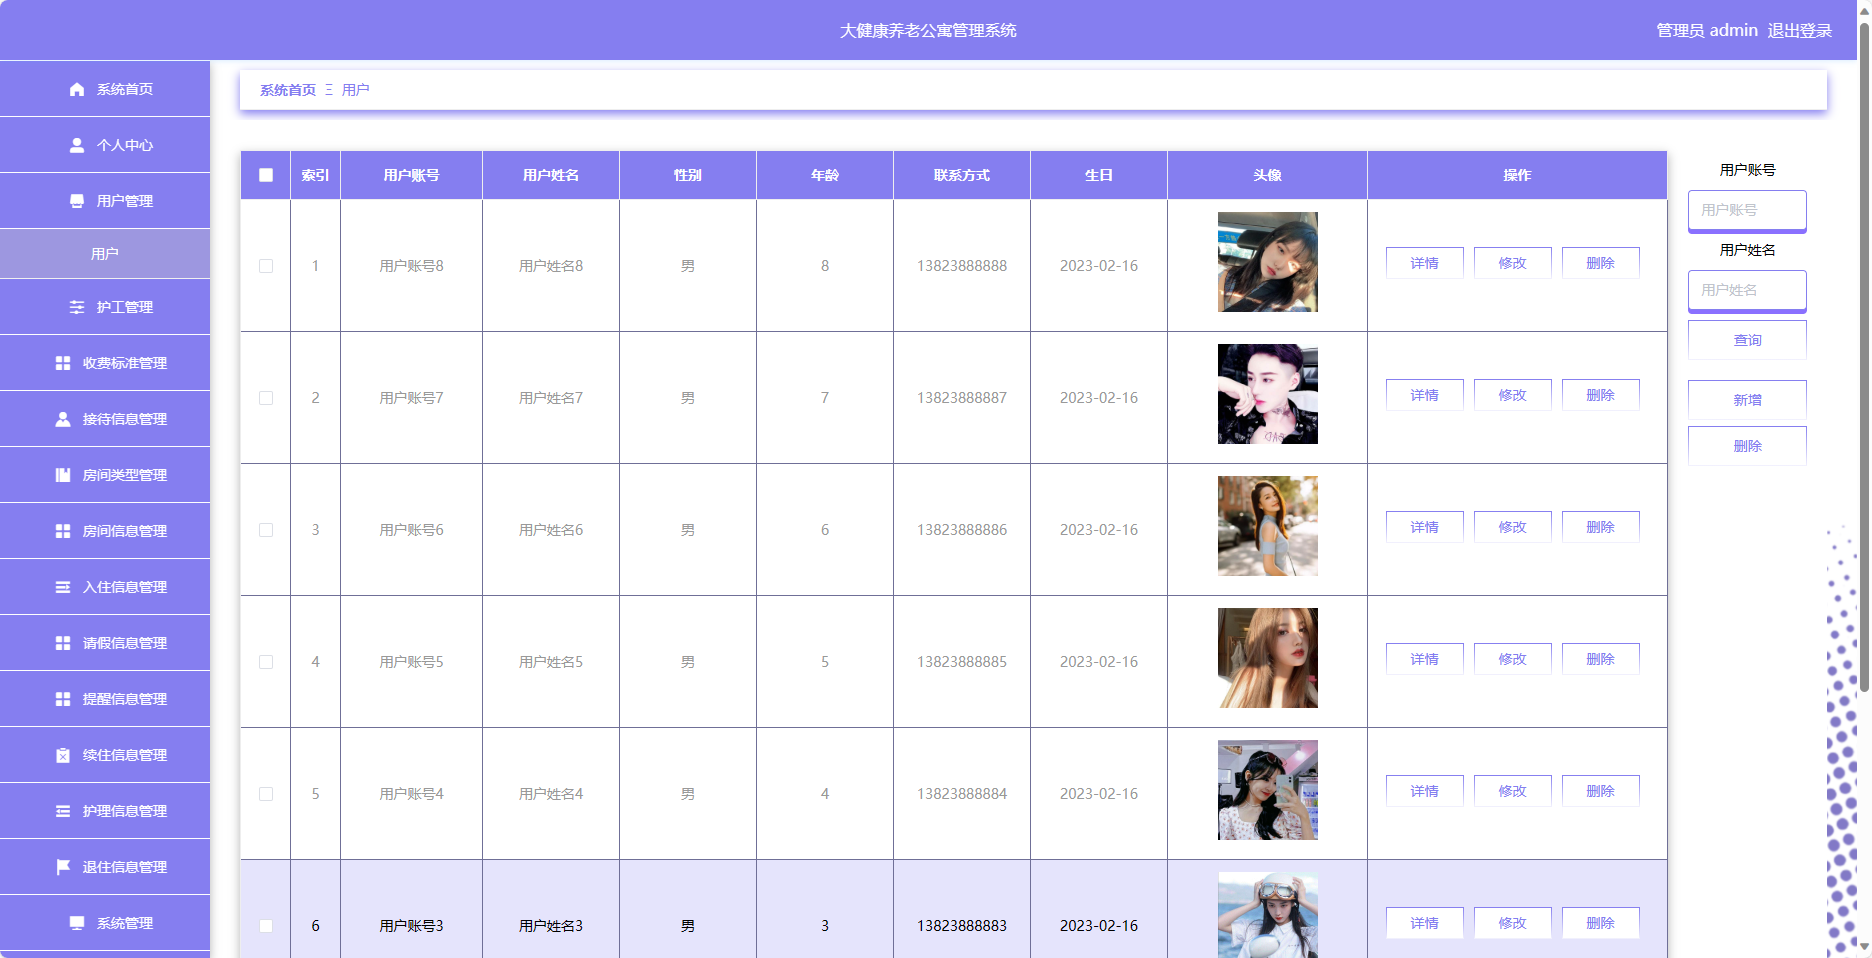 大健康养老公寓管理系统
管理员 admin 退出登录
系统首页
个人中心
用户管理
用户
护工管理
收费标准管理
接待信息管理
房间类型管理
房间信息管理
入住信息管理
请假信息管理
提醒信息管理
续住信息管理
护理信息管理
退住信息管理
系统管理
系统首页 Ξ 用户
索引 用户账号 用户姓名 性别 年龄 联系方式 生日 头像 操作
1 用户账号8 用户姓名8 男 8 13823888888 2023-02-16 详情 修改 删除
2 用户账号7 用户姓名7 男 7 13823888887 2023-02-16 详情 修改 删除
3 用户账号6 用户姓名6 男 6 13823888886 2023-02-16 详情 修改 删除
4 用户账号5 用户姓名5 男 5 13823888885 2023-02-16 详情 修改 删除
5 用户账号4 用户姓名4 男 4 13823888884 2023-02-16 详情 修改 删除
6 用户账号3 用户姓名3 男 3 13823888883 2023-02-16 详情 修改 删除
用户账号
用户账号
用户姓名
用户姓名
查询
新增
删除